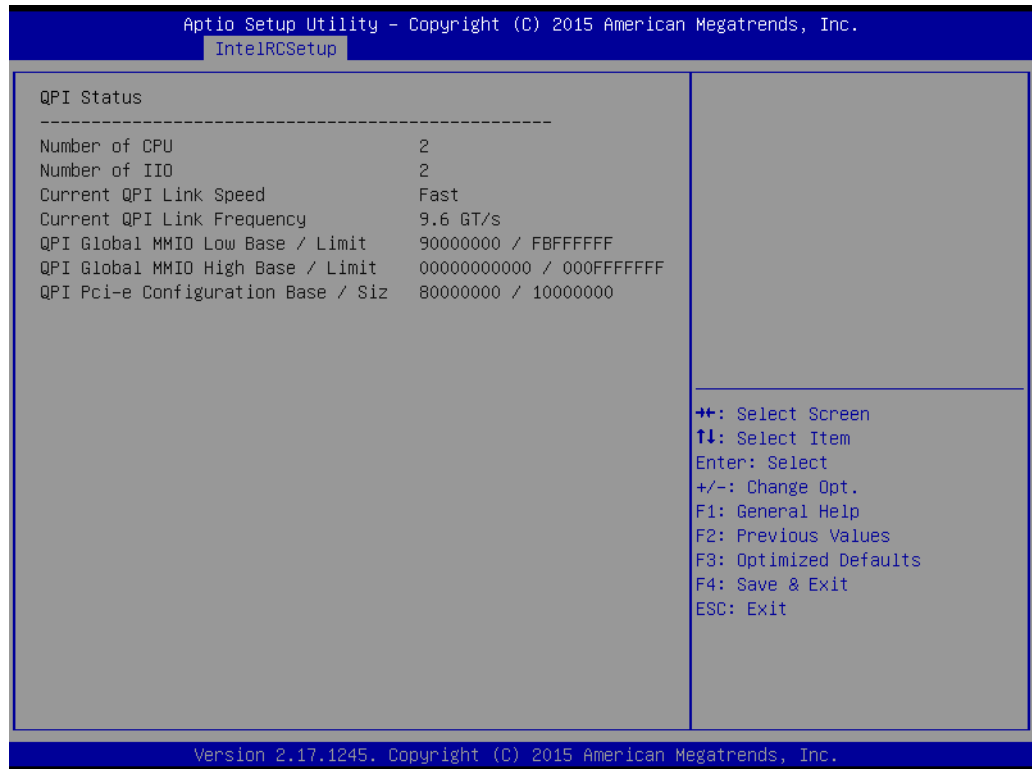 Aptio Setup Utility – Copyright (C) 2015 American Megatrends, Inc.
IntelRCSetup
QPI Status
--------------------------------------------------
Number of CPU 2
Number of IIO 2
Current QPI Link Speed Fast
Current QPI Link Frequency 9.6 GT/s
QPI Global MMIO Low Base / Limit 90000000 / FBFFFFFF
QPI Global MMIO High Base / Limit 00000000000 / 000FFFFFFF
QPI Pci-e Configuration Base / Siz 80000000 / 10000000
→←: Select Screen
↑↓: Select Item
Enter: Select
+/-: Change Opt.
F1: General Help
F2: Previous Values
F3: Optimized Defaults
F4: Save & Exit
ESC: Exit
Version 2.17.1245. Copyright (C) 2015 American Megatrends, Inc.